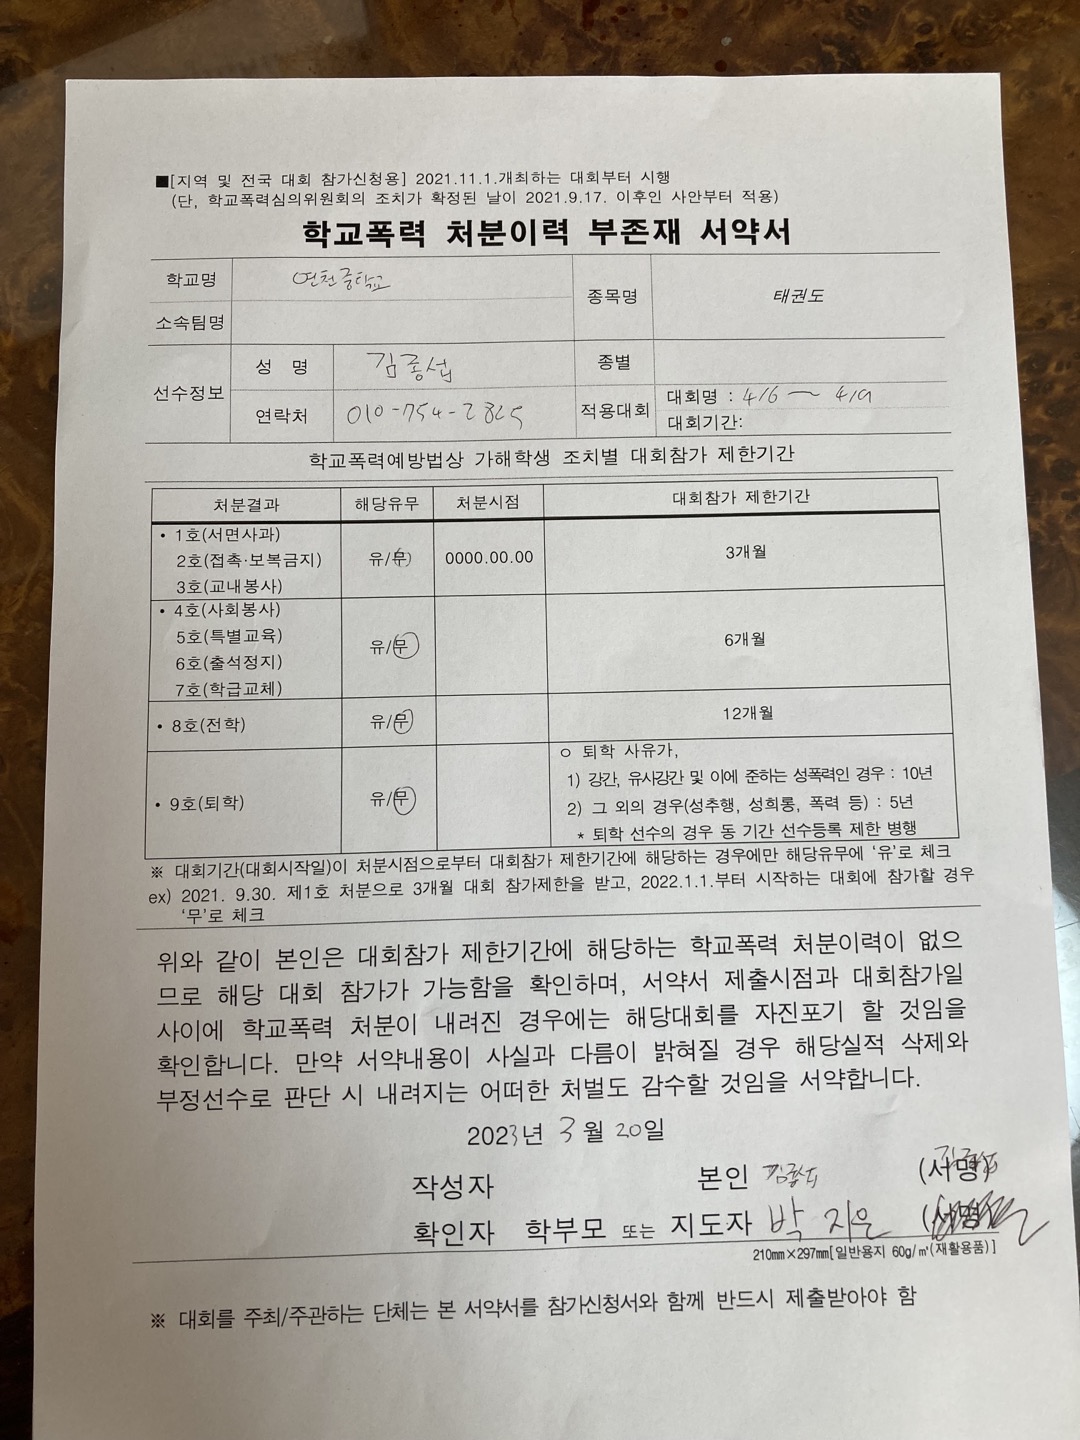 ■[지역 및 전국 대회 참가신청용] 2021.11.1.개최하는 대회부터 시행
(단, 학교폭력심의위원회의 조치가 확정된 날이 2021.9.17. 이후인 사안부터 적용)
학교폭력 처분이력 부존재 서약서
학교명 연천중학교
종목명 태권도
소속팀명
선수정보
성 명 김종섭
종별
연락처 010-754-2825
적용대회
대회명 : 4/6 ~ 4/9
대회기간:
학교폭력예방법상 가해학생 조치별 대회참가 제한기간
처분결과 해당유무 처분시점 대회참가 제한기간
• 1호(서면사과)
2호(접촉·보복금지) 유/무 0000.00.00 3개월
3호(교내봉사)
• 4호(사회봉사)
5호(특별교육) 유/무 6개월
6호(출석정지)
7호(학급교체)
• 8호(전학) 유/무 12개월
• 9호(퇴학) 유/무
ㅇ 퇴학 사유가,
1) 강간, 유사강간 및 이에 준하는 성폭력인 경우 : 10년
2) 그 외의 경우(성추행, 성희롱, 폭력 등) : 5년
* 퇴학 선수의 경우 동 기간 선수등록 제한 병행
※ 대회기간(대회시작일)이 처분시점으로부터 대회참가 제한기간에 해당하는 경우에만 해당유무에 ‘유’로 체크
ex) 2021. 9.30. 제1호 처분으로 3개월 대회 참가제한을 받고, 2022.1.1.부터 시작하는 대회에 참가할 경우
‘무’로 체크
위와 같이 본인은 대회참가 제한기간에 해당하는 학교폭력 처분이력이 없으
므로 해당 대회 참가가 가능함을 확인하며, 서약서 제출시점과 대회참가일
사이에 학교폭력 처분이 내려진 경우에는 해당대회를 자진포기 할 것임을
확인합니다. 만약 서약내용이 사실과 다름이 밝혀질 경우 해당실적 삭제와
부정선수로 판단 시 내려지는 어떠한 처벌도 감수할 것임을 서약합니다.
2023년 3월 20일
작성자 본인 김종섭 (서명)
확인자 학부모 또는 지도자 박지은 (서명)
210㎜×297㎜[일반용지 60g/㎡(재활용품)]
※ 대회를 주최/주관하는 단체는 본 서약서를 참가신청서와 함께 반드시 제출받아야 함